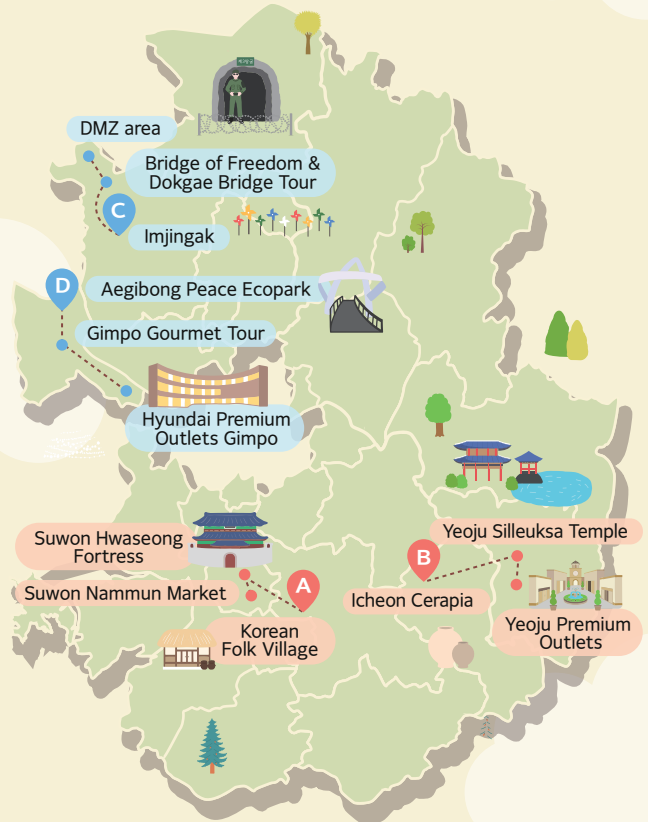 DMZ area
Bridge of Freedom &
Dokgae Bridge Tour
C
Imjingak
D
Aegibong Peace Ecopark
Gimpo Gourmet Tour
Hyundai Premium
Outlets Gimpo
Suwon Hwaseong
Fortress
Suwon Nammun Market
A
Korean
Folk Village
B
Icheon Cerapia
Yeoju Silleuksa Temple
Yeoju Premium
Outlets